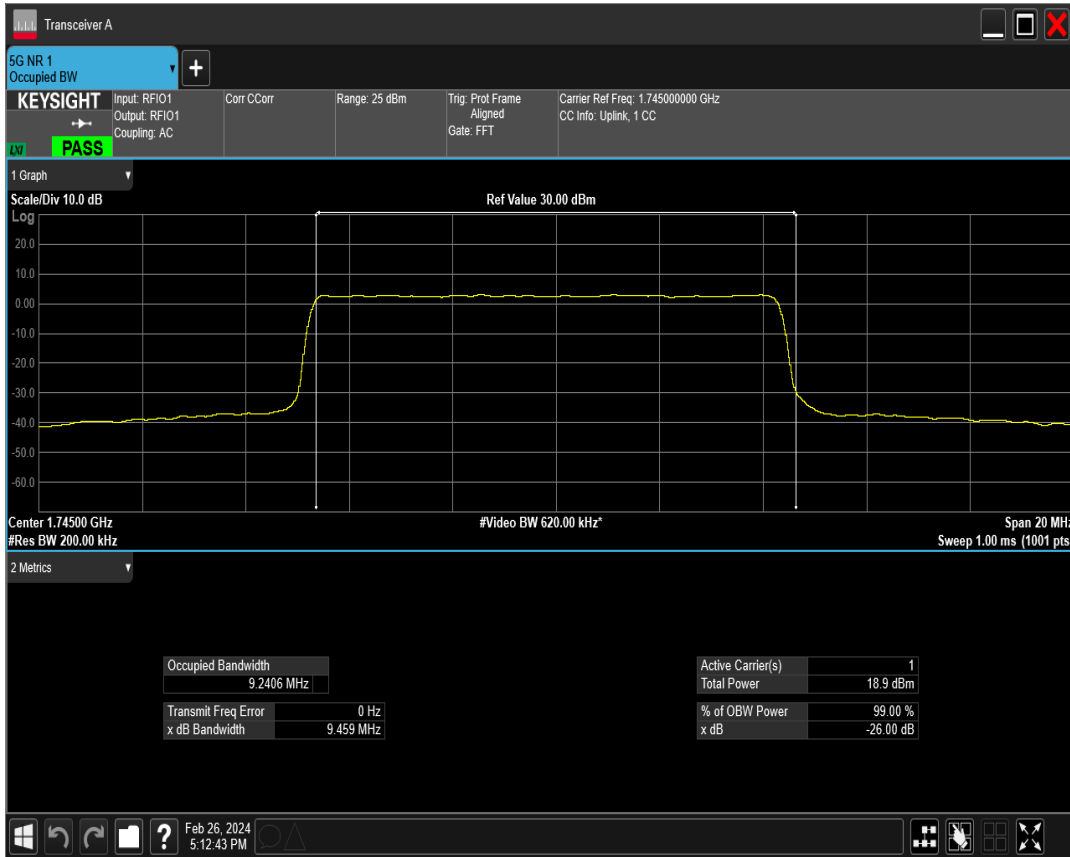 Transceiver A
5G NR 1
Occupied BW
+
KEYSIGHT
LXI
PASS
Input: RFIO1
Output: RFIO1
Coupling: AC
Corr CCorr
Range: 25 dBm
Trig: Prot Frame
Aligned
Gate: FFT
Carrier Ref Freq: 1.745000000 GHz
CC Info: Uplink, 1 CC
1 Graph
Scale/Div 10.0 dB
Ref Value 30.00 dBm
Log
20.0
10.0
0.00
-10.0
-20.0
-30.0
-40.0
-50.0
-60.0
Center 1.74500 GHz
#Video BW 620.00 kHz*
Span 20 MHz
#Res BW 200.00 kHz
Sweep 1.00 ms (1001 pts
2 Metrics
Occupied Bandwidth
9.2406 MHz
Transmit Freq Error 0 Hz
x dB Bandwidth 9.459 MHz
Active Carrier(s) 1
Total Power 18.9 dBm
% of OBW Power 99.00 %
x dB -26.00 dB
?
Feb 26, 2024
5:12:43 PM